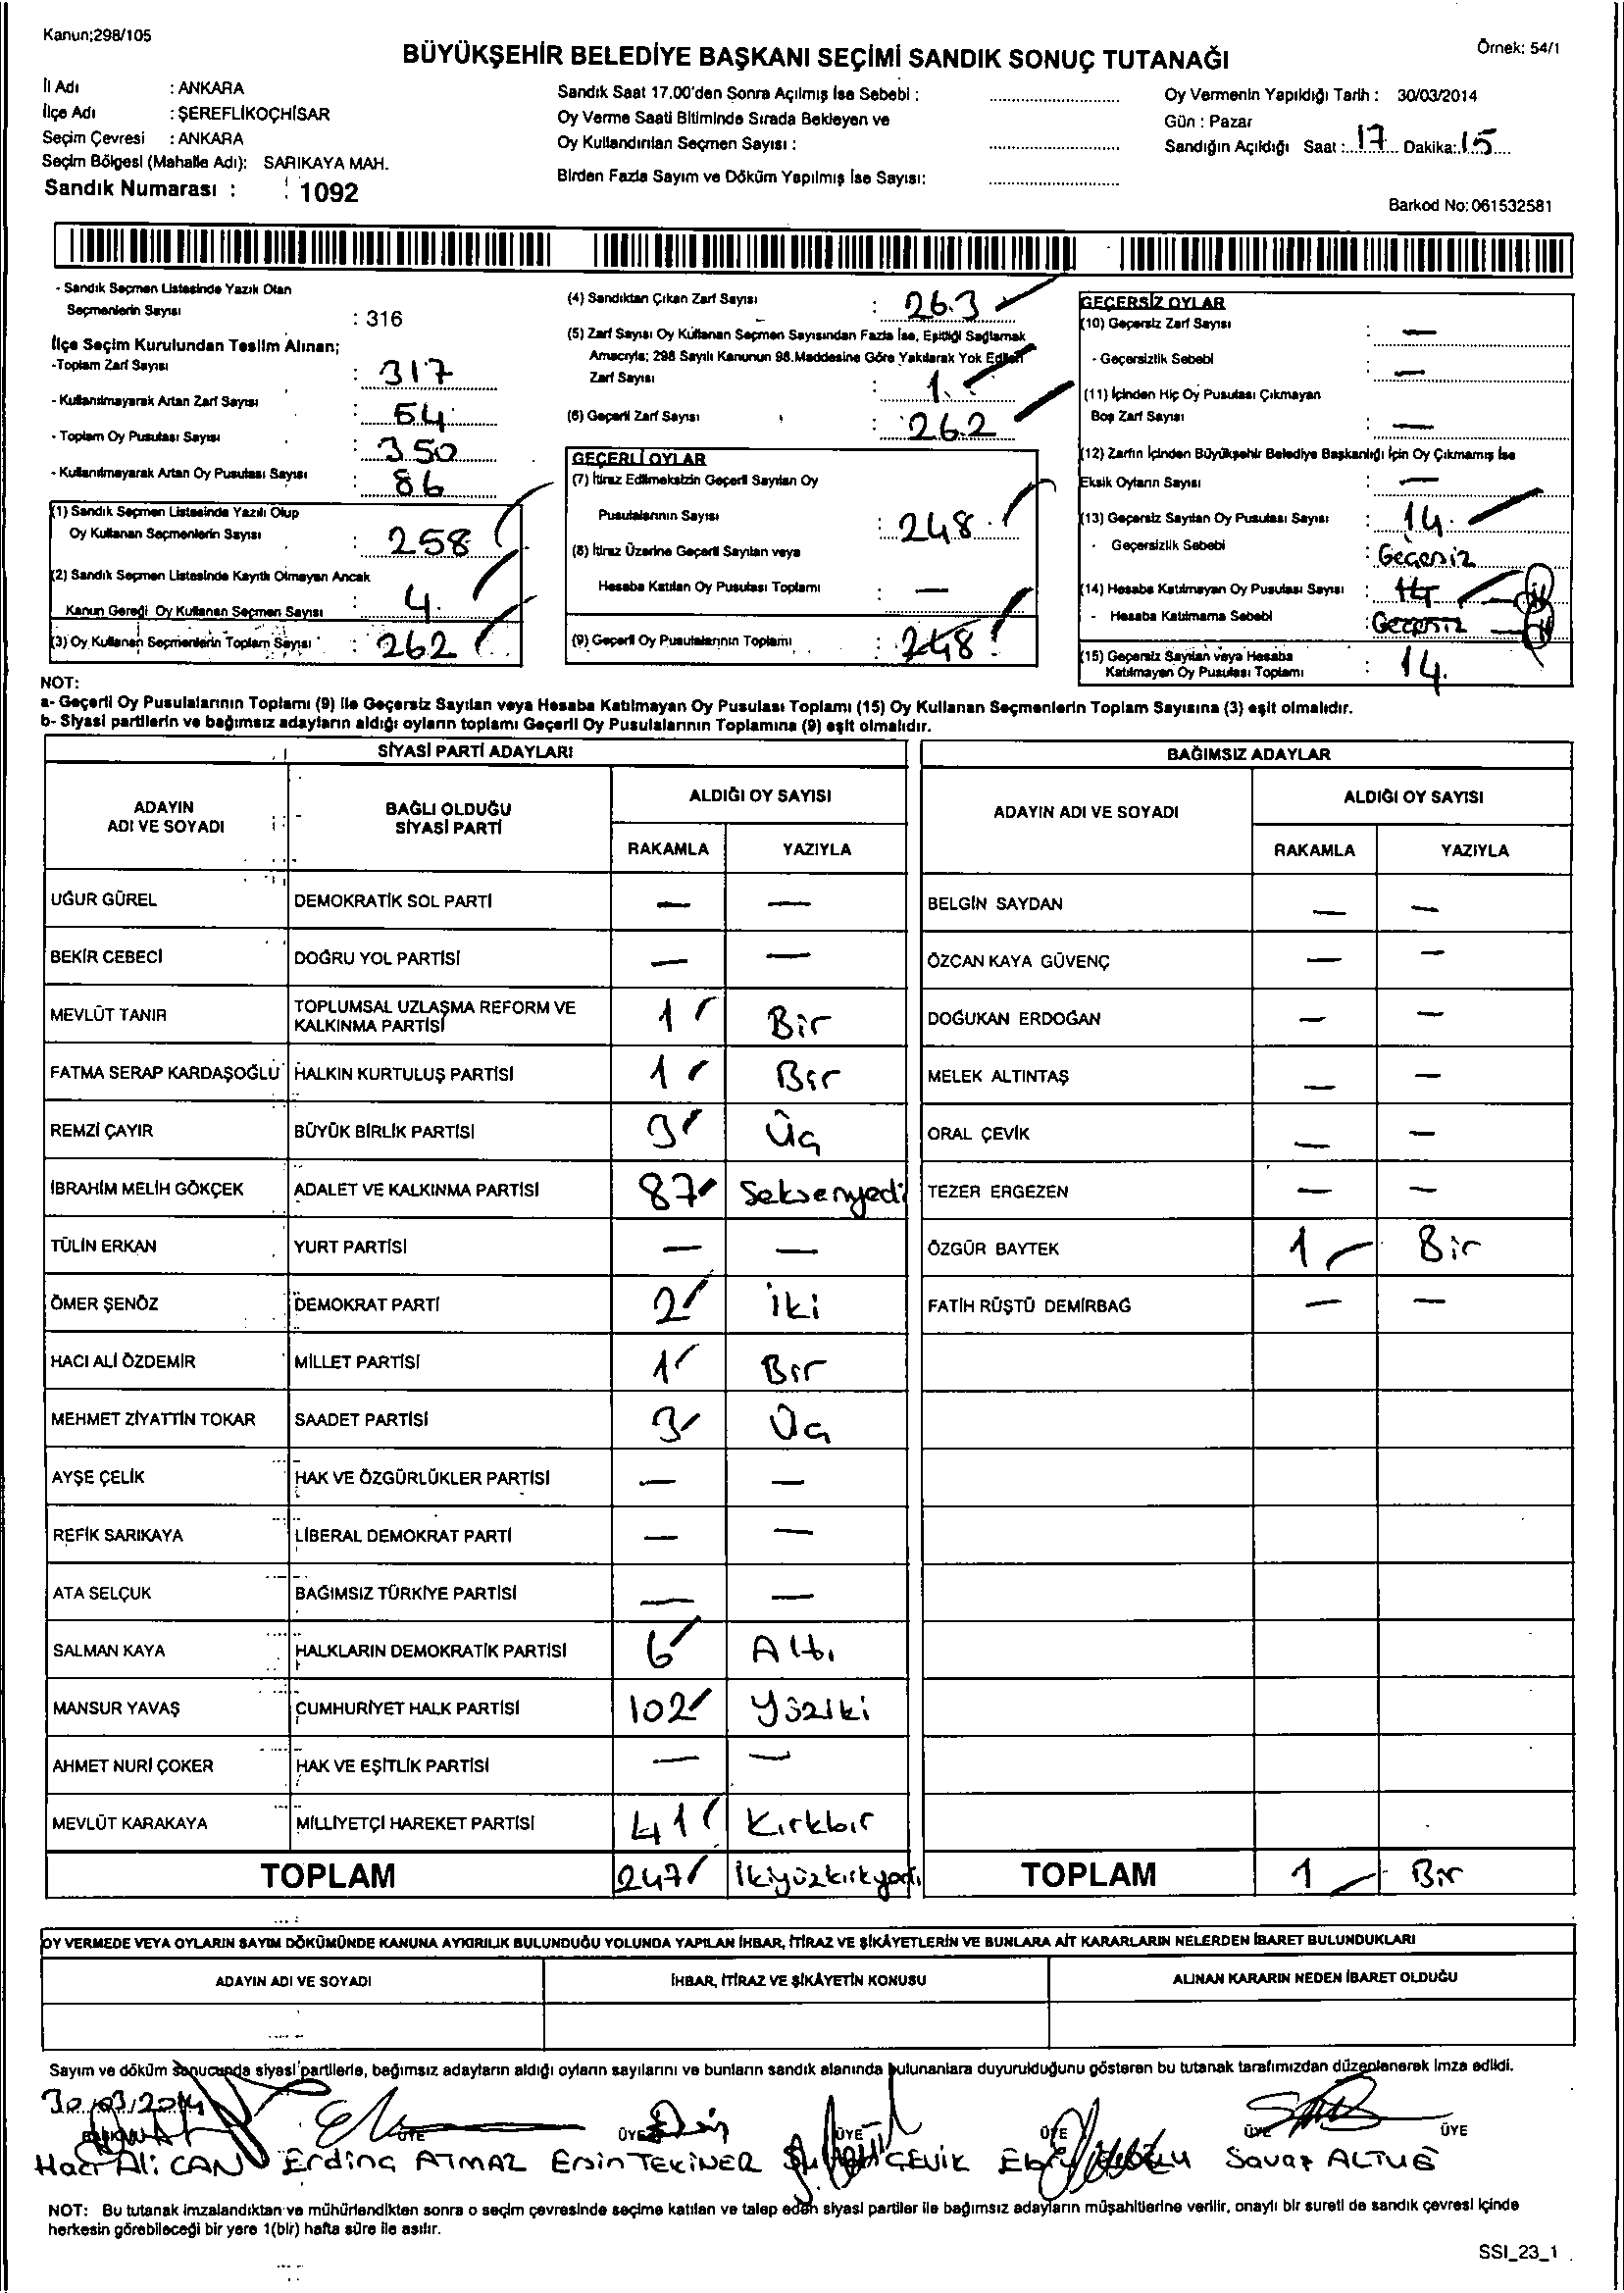 Kanun;298/105
Örnek: 54/1
BÜYÜKŞEHİR BELEDİYE BAŞKANI SEÇİMİ SANDIK SONUÇ TUTANAĞI
İl Adı : ANKARA
İlçe Adı : ŞEREFLİKOÇHİSAR
Seçim Çevresi : ANKARA
Seçim Bölgesi (Mahalle Adı): SARIKAYA MAH.
Sandık Numarası : 1092
Sandık Saat 17.00'den Sonra Açılmış İse Sebebi :
Oy Verme Saati Bitiminde Sırada Bekleyen ve
Oy Kullandırılan Seçmen Sayısı :
Birden Fazla Sayım ve Döküm Yapılmış İse Sayısı:
Oy Vermenin Yapıldığı Tarih : 30/03/2014
Gün : Pazar
Sandığın Açıldığı Saat : 17 Dakika: 15
Barkod No: 061532581
- Sandık Seçmen Listesinde Yazılı Olan
Seçmenlerin Sayısı : 316
İlçe Seçim Kurulundan Teslim Alınan;
-Toplam Zarf Sayısı : 317
- Kullanılmayarak Artan Zarf Sayısı : 54
- Toplam Oy Pusulası Sayısı : 350
- Kullanılmayarak Artan Oy Pusulası Sayısı : 86
(1) Sandık Seçmen Listesinde Yazılı Olup
Oy Kullanan Seçmenlerin Sayısı : 258
(2) Sandık Seçmen Listesinde Kayıtlı Olmayan Ancak
Kanun Gereği Oy Kullanan Seçmen Sayısı : 4
(3) Oy Kullanan Seçmenlerin Toplam Sayısı : 262
(4) Sandıktan Çıkan Zarf Sayısı : 263
(5) Zarf Sayısı Oy Kullanan Seçmen Sayısından Fazla İse, Eşitliği Sağlamak
Amacıyla; 298 Sayılı Kanunun 98.Maddesine Göre Yakılarak Yok Edilen
Zarf Sayısı : 1
(6) Geçerli Zarf Sayısı : 262
GEÇERLİ OYLAR
(7) İtiraz Edilmeksizin Geçerli Sayılan Oy
Pusulalarının Sayısı : 248
(8) İtiraz Üzerine Geçerli Sayılan veya
Hesaba Katılan Oy Pusulası Toplamı : —
(9) Geçerli Oy Pusulalarının Toplamı : 248
GEÇERSİZ OYLAR
(10) Geçersiz Zarf Sayısı : —
- Geçersizlik Sebebi : —
(11) İçinden Hiç Oy Pusulası Çıkmayan
Boş Zarf Sayısı : —
(12) Zarfın İçinden Büyükşehir Belediye Başkanlığı İçin Oy Çıkmamış İse
Eksik Oyların Sayısı : —
(13) Geçersiz Sayılan Oy Pusulası Sayısı : 14
- Geçersizlik Sebebi : Geçersiz
(14) Hesaba Katılmayan Oy Pusulası Sayısı : 14
- Hesaba Katılmama Sebebi : Geçersiz
(15) Geçersiz Sayılan veya Hesaba
Katılmayan Oy Pusulası Toplamı : 14
NOT:
a- Geçerli Oy Pusulalarının Toplamı (9) ile Geçersiz Sayılan veya Hesaba Katılmayan Oy Pusulası Toplamı (15) Oy Kullanan Seçmenlerin Toplam Sayısına (3) eşit olmalıdır.
b- Siyasi partilerin ve bağımsız adayların aldığı oyların toplamı Geçerli Oy Pusulalarının Toplamına (9) eşit olmalıdır.
SİYASİ PARTİ ADAYLARI
ADAYIN ADI VE SOYADI BAĞLI OLDUĞU SİYASİ PARTİ ALDIĞI OY SAYISI
RAKAMLA YAZIYLA
UĞUR GÜREL DEMOKRATİK SOL PARTİ — —
BEKİR CEBECİ DOĞRU YOL PARTİSİ — —
MEVLÜT TANIR TOPLUMSAL UZLAŞMA REFORM VE KALKINMA PARTİSİ 1 Bir
FATMA SERAP KARDAŞOĞLU HALKIN KURTULUŞ PARTİSİ 1 Bir
REMZİ ÇAYIR BÜYÜK BİRLİK PARTİSİ 3 Üç
İBRAHİM MELİH GÖKÇEK ADALET VE KALKINMA PARTİSİ 87 Seksenyedi
TÜLİN ERKAN YURT PARTİSİ — —
ÖMER ŞENÖZ DEMOKRAT PARTİ 2 iki
HACI ALİ ÖZDEMİR MİLLET PARTİSİ 1 Bir
MEHMET ZİYATTİN TOKAR SAADET PARTİSİ 3 Üç
AYŞE ÇELİK HAK VE ÖZGÜRLÜKLER PARTİSİ — —
REFİK SARIKAYA LİBERAL DEMOKRAT PARTİ — —
ATA SELÇUK BAĞIMSIZ TÜRKİYE PARTİSİ — —
SALMAN KAYA HALKLARIN DEMOKRATİK PARTİSİ 6 Altı
MANSUR YAVAŞ CUMHURİYET HALK PARTİSİ 102 Yüziki
AHMET NURİ ÇOKER HAK VE EŞİTLİK PARTİSİ — —
MEVLÜT KARAKAYA MİLLİYETÇİ HAREKET PARTİSİ 41 Kırkbir
TOPLAM 247 İkiyüzkırkyedi
BAĞIMSIZ ADAYLAR
ADAYIN ADI VE SOYADI ALDIĞI OY SAYISI
RAKAMLA YAZIYLA
BELGİN SAYDAN — —
ÖZCAN KAYA GÜVENÇ — —
DOĞUKAN ERDOĞAN — —
MELEK ALTINTAŞ — —
ORAL ÇEVİK — —
TEZER ERGEZEN — —
ÖZGÜR BAYTEK 1 Bir
FATİH RÜŞTÜ DEMİRBAĞ — —
TOPLAM 1 Bir
OY VERMEDE VEYA OYLARIN SAYIM DÖKÜMÜNDE KANUNA AYKIRILIK BULUNDUĞU YOLUNDA YAPILAN İHBAR, İTİRAZ VE ŞİKÂYETLERİN VE BUNLARA AİT KARARLARIN NELERDEN İBARET BULUNDUKLARI
ADAYIN ADI VE SOYADI İHBAR, İTİRAZ VE ŞİKÂYETİN KONUSU ALINAN KARARIN NEDEN İBARET OLDUĞU
Sayım ve döküm sonucunda siyasi partilerle, bağımsız adayların aldığı oyların sayılarını ve bunların sandık alanında bulunanlara duyurulduğunu gösteren bu tutanak tarafımızdan düzenlenerek imza edildi.
30/03/2014
BAŞKAN ÜYE ÜYE ÜYE ÜYE ÜYE ÜYE
Hacı Ali CAN Erdinç ATMAZ Ersin TEKİNER ÇEVİK Savaş ALTUĞ
NOT: Bu tutanak imzalandıktan ve mühürlendikten sonra o seçim çevresinde seçime katılan ve talep eden siyasi partiler ile bağımsız adayların müşahitlerine verilir, onaylı bir sureti de sandık çevresi içinde
herkesin görebileceği bir yere 1(bir) hafta süre ile asılır.
SSI_23_1